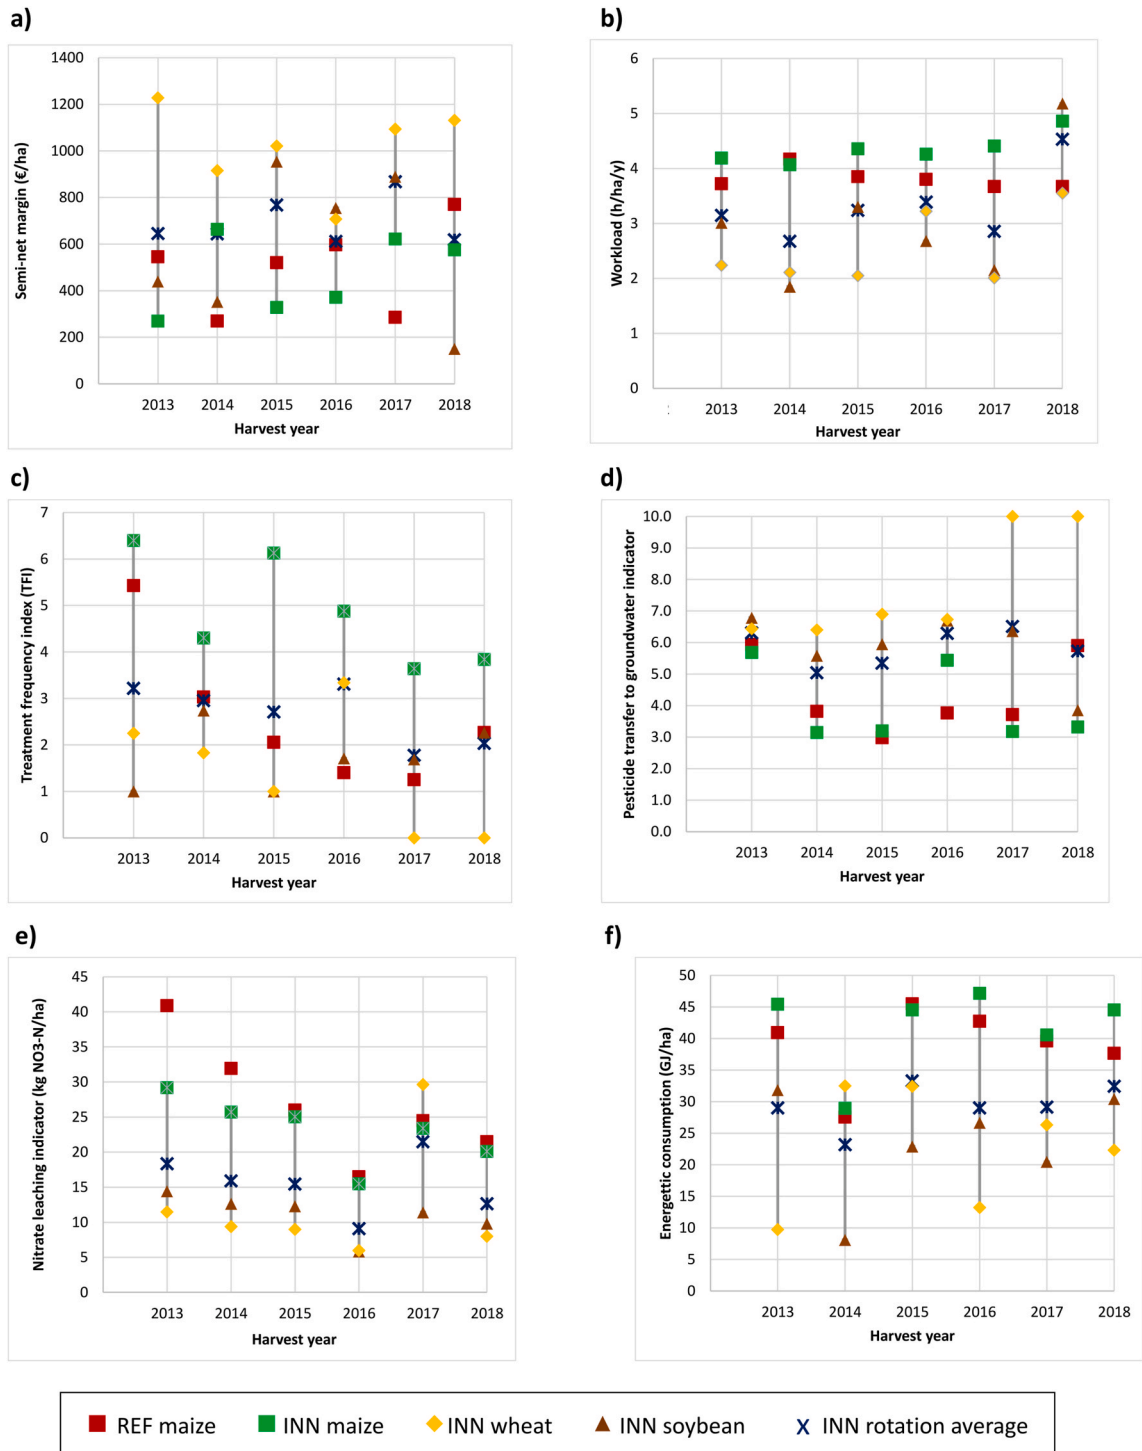 a)
1400
1200
1000
800
600
400
200
0
Semi-net margin (€/ha)
2013 2014 2015 2016 2017 2018
Harvest year
b)
6
5
4
3
2
1
0
Workload (h/ha/y)
2013 2014 2015 2016 2017 2018
Harvest year
c)
7
6
5
4
3
2
1
0
Treatment frequency index (TFI)
2013 2014 2015 2016 2017 2018
Harvest year
d)
10.0
9.0
8.0
7.0
6.0
5.0
4.0
3.0
2.0
1.0
0.0
Pesticide transfer to groundwater indicator
2013 2014 2015 2016 2017 2018
Harvest year
e)
45
40
35
30
25
20
15
10
5
0
Nitrate leaching indicator (kg NO3-N/ha)
2013 2014 2015 2016 2017 2018
Harvest year
f)
50
45
40
35
30
25
20
15
10
5
0
Energettic consumption (GJ/ha)
2013 2014 2015 2016 2017 2018
Harvest year
REF maize INN maize INN wheat INN soybean INN rotation average